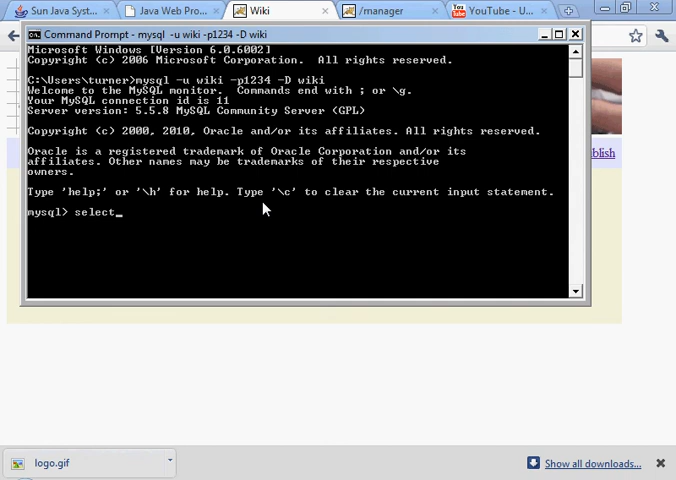 Sun Java Syst...
Java Web Pro...
Wiki
/manager
YouTube - U...
Command Prompt - mysql -u wiki -p1234 -D wiki
Microsoft Windows [Version 6.0.6002]
Copyright (c) 2006 Microsoft Corporation. All rights reserved.
C:\Users\turner>mysql -u wiki -p1234 -D wiki
Welcome to the MySQL monitor. Commands end with ; or \g.
Your MySQL connection id is 11
Server version: 5.5.8 MySQL Community Server (GPL)
Copyright (c) 2000, 2010, Oracle and/or its affiliates. All rights reserved.
Oracle is a registered trademark of Oracle Corporation and/or its
affiliates. Other names may be trademarks of their respective
owners.
Type 'help;' or '\h' for help. Type '\c' to clear the current input statement.
mysql> select_
blish
logo.gif
Show all downloads...